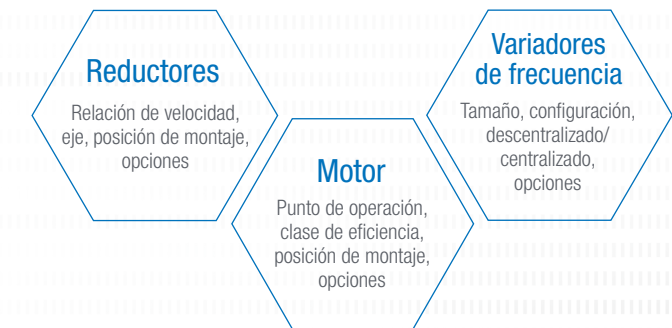 Reductores
Relación de velocidad,
eje, posición de montaje,
opciones
Motor
Punto de operación,
clase de eficiencia,
posición de montaje,
opciones
Variadores
de frecuencia
Tamaño, configuración,
descentralizado/
centralizado,
opciones